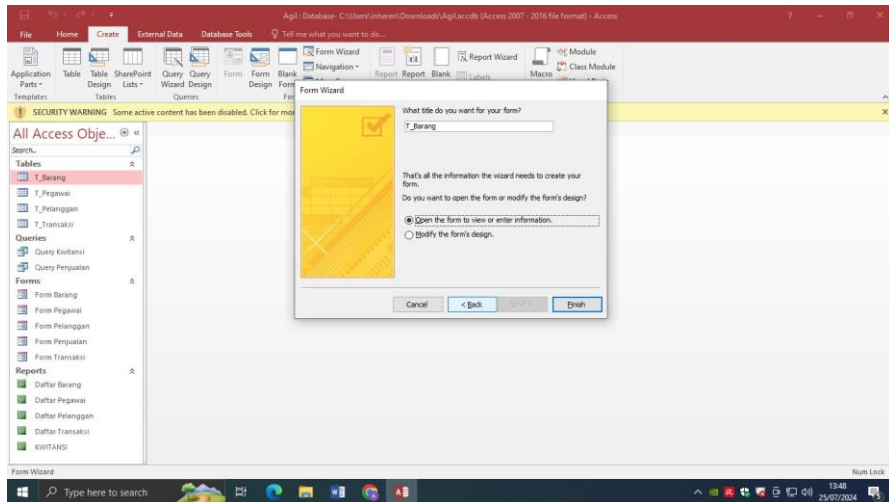 Agil : Database- C:\Users\inheren\Downloads\Agil.accdb (Access 2007 - 2016 file format) - Access
File Home Create External Data Database Tools Tell me what you want to do...
Application Parts
Table
Table Design
SharePoint Lists
Query Wizard
Query Design
Form
Form Design
Blank Form
Form Wizard
Navigation
Report
Report
Blank
Report Wizard
Labels
Macro
Module
Class Module
Templates Tables Queries
SECURITY WARNING Some active content has been disabled. Click for
All Access Obje...
Search..
Tables
T_Barang
T_Pegawai
T_Pelanggan
T_Transaksi
Queries
Query Kwitansi
Query Penjualan
Forms
Form Barang
Form Pegawai
Form Pelanggan
Form Penjualan
Form Transaksi
Reports
Daftar Barang
Daftar Pegawai
Daftar Pelanggan
Daftar Transaksi
KWITANSI
Form Wizard
What title do you want for your form?
T_Barang
That's all the information the wizard needs to create your
form.
Do you want to open the form or modify the form's design?
Open the form to view or enter information.
Modify the form's design.
Cancel < Back Next > Finish
Form Wizard Num Lock
Type here to search
13:48
25/07/2024